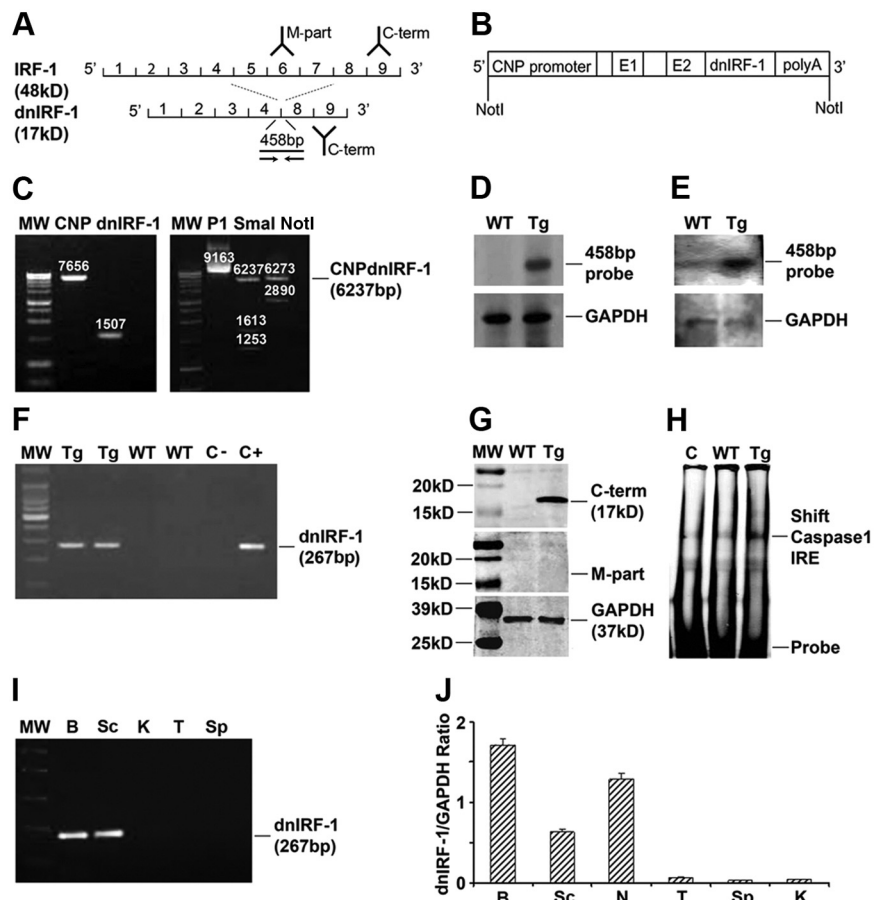 A
M-part
C-term
IRF-1
(48kD)
5' 1 2 3 4 5 6 7 8 9 3'
dnIRF-1
(17kD)
5' 1 2 3 4 8 9 3'
458bp
C-term
B
5' CNP promoter E1 E2 dnIRF-1 polyA 3'
NotI NotI
C
MW CNP dnIRF-1
7656
1507
MW P1 SmaI NotI
9163
6237 6273
2890
1613
1253
CNPdnIRF-1
(6237bp)
D
WT Tg
458bp
probe
GAPDH
E
WT Tg
458bp
probe
GAPDH
F
MW Tg Tg WT WT C- C+
dnIRF-1
(267bp)
G
MW WT Tg
20kD
15kD
C-term
(17kD)
20kD
15kD
M-part
39kD
25kD
GAPDH
(37kD)
H
C WT Tg
Shift
Caspase1
IRE
Probe
I
MW B Sc K T Sp
dnIRF-1
(267bp)
J
dnIRF-1/GAPDH Ratio
2
1
0
B Sc N T Sp K